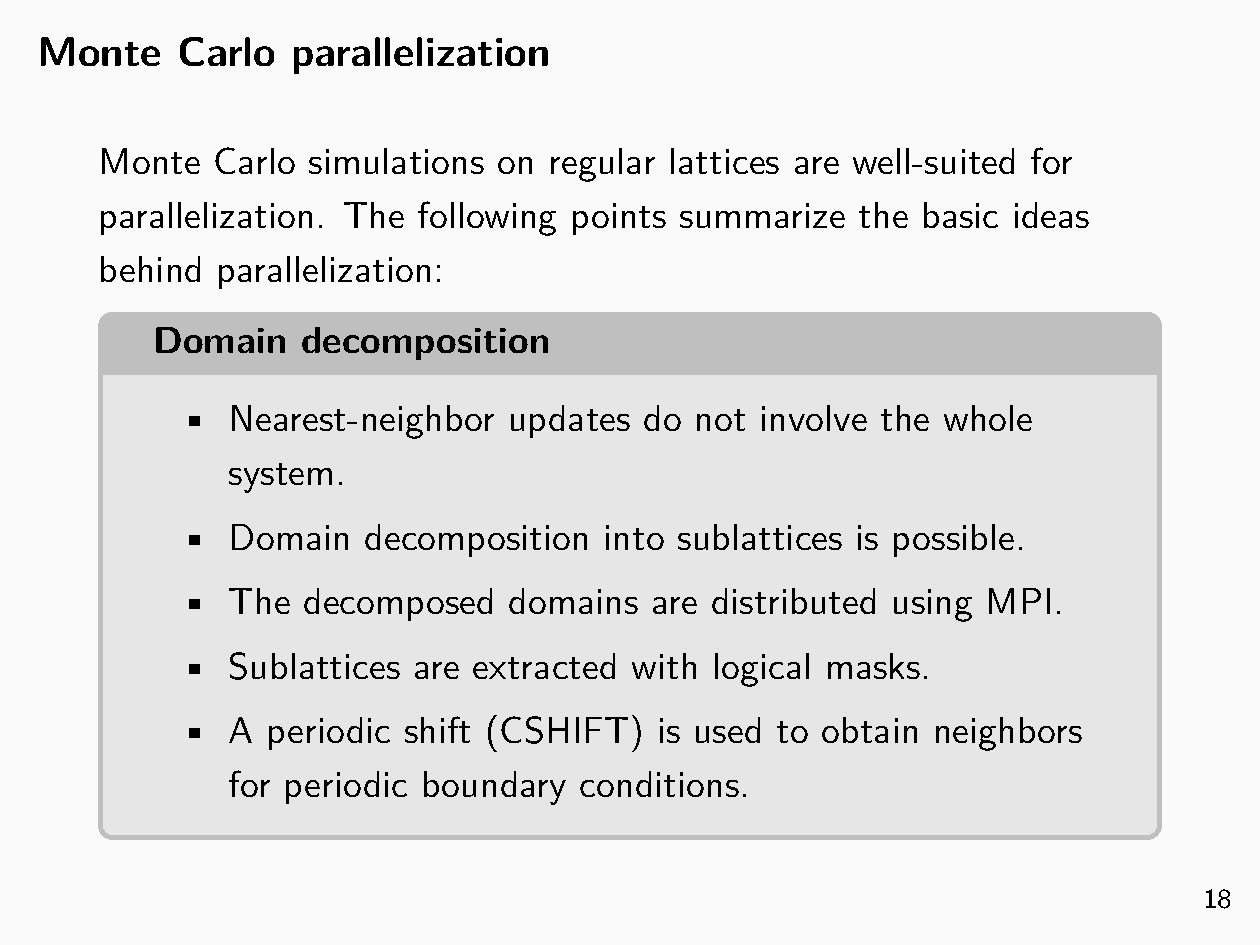 Monte Carlo parallelization
Monte Carlo simulations on regular lattices are well-suited for
parallelization. The following points summarize the basic ideas
behind parallelization:
Domain decomposition
▪ Nearest-neighbor updates do not involve the whole
system.
▪ Domain decomposition into sublattices is possible.
▪ The decomposed domains are distributed using MPI.
▪ Sublattices are extracted with logical masks.
▪ A periodic shift (CSHIFT) is used to obtain neighbors
for periodic boundary conditions.
18